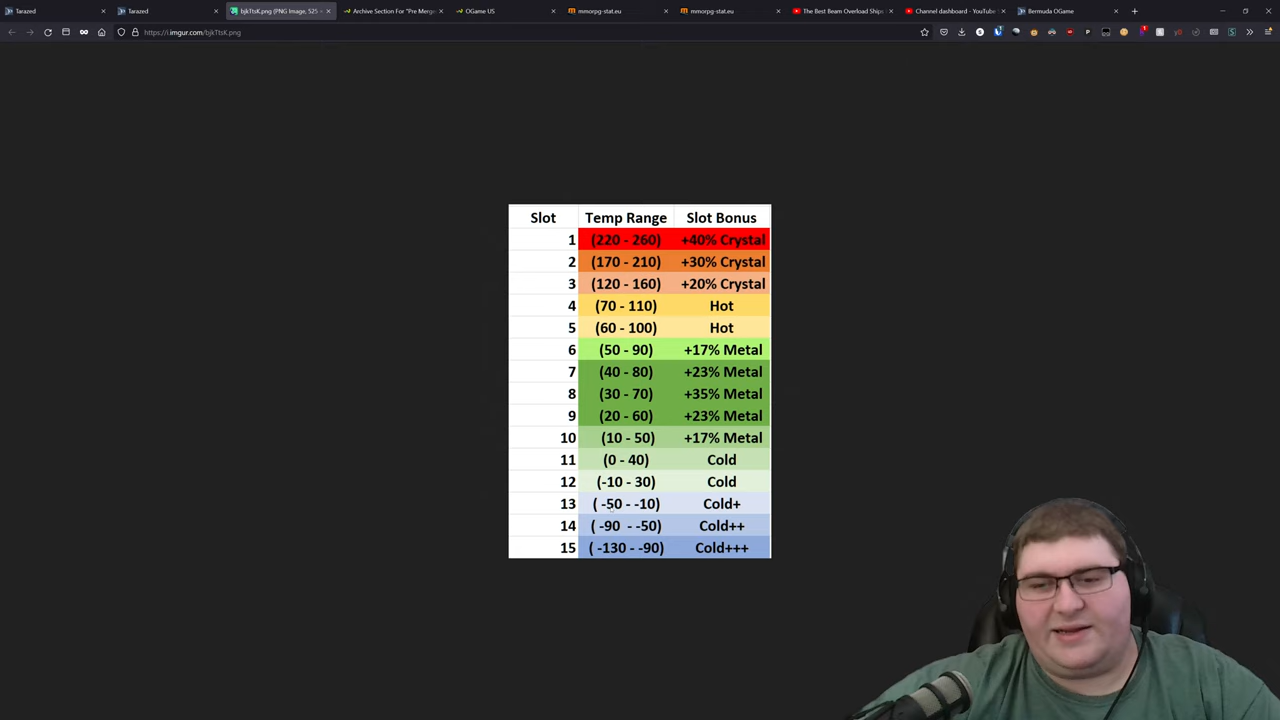 Tarazed
Tarazed
bjkTtsK.png (PNG Image, 525
Archive Section For "Pre Merge
OGame US
mmorpg-stat.eu
mmorpg-stat.eu
The Best Beam Overload Ship
Channel dashboard - YouTube
Bermuda OGame
https://i.imgur.com/bjkTtsK.png
Slot Temp Range Slot Bonus
1 (220 - 260) +40% Crystal
2 (170 - 210) +30% Crystal
3 (120 - 160) +20% Crystal
4 (70 - 110) Hot
5 (60 - 100) Hot
6 (50 - 90) +17% Metal
7 (40 - 80) +23% Metal
8 (30 - 70) +35% Metal
9 (20 - 60) +23% Metal
10 (10 - 50) +17% Metal
11 (0 - 40) Cold
12 (-10 - 30) Cold
13 ( -50 - -10) Cold+
14 ( -90 - -50) Cold++
15 ( -130 - -90) Cold+++